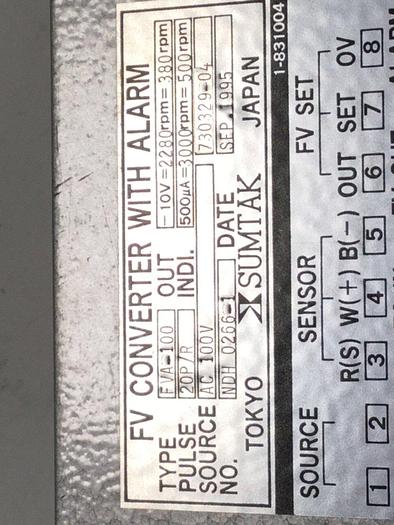 FV CONVERTER WITH ALARM
TYPE FVA-100 OUT -10V=2280rpm=380rpm
PULSE 20P/R INDI. 500μA=3000rpm=500rpm
SOURCE AC 100V 730329-04
NO. NDH 0266-1 DATE SEP.1995
TOKYO SUMTAK JAPAN
1-831004
SOURCE SENSOR FV SET
R(S) W(+) B(-) OUT SET OV
1 2 3 4 5 6 7 8